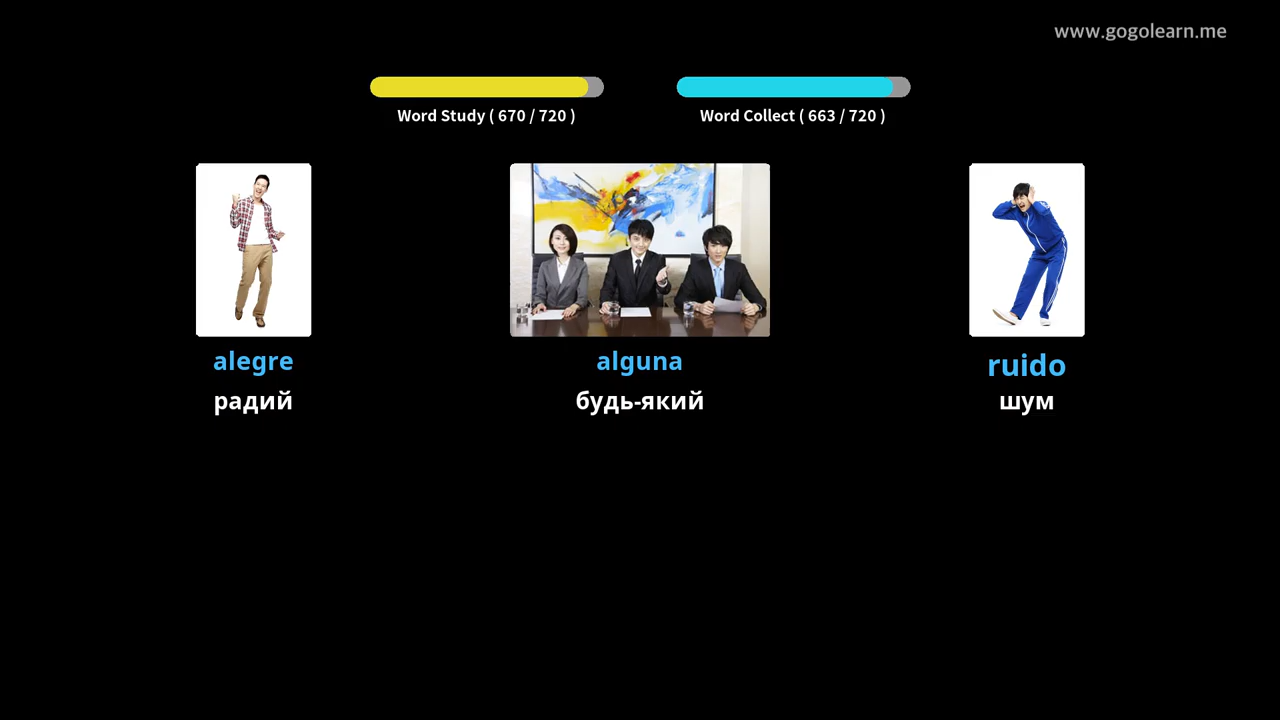 www.gogolearn.me
Word Study ( 670 / 720 )
Word Collect ( 663 / 720 )
alegre
радий
alguna
будь-який
ruido
шум